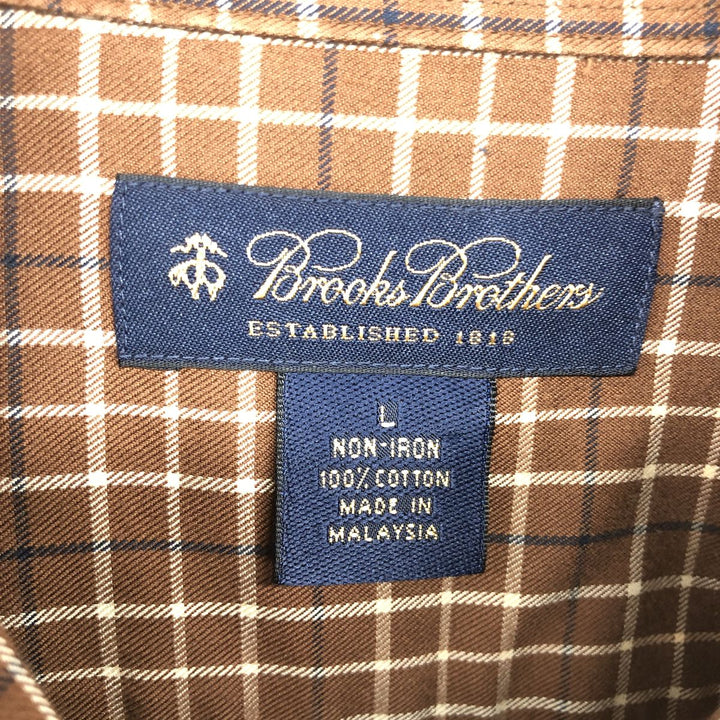 Brooks Brothers
ESTABLISHED 1818
L
NON-IRON
100% COTTON
MADE IN
MALAYSIA